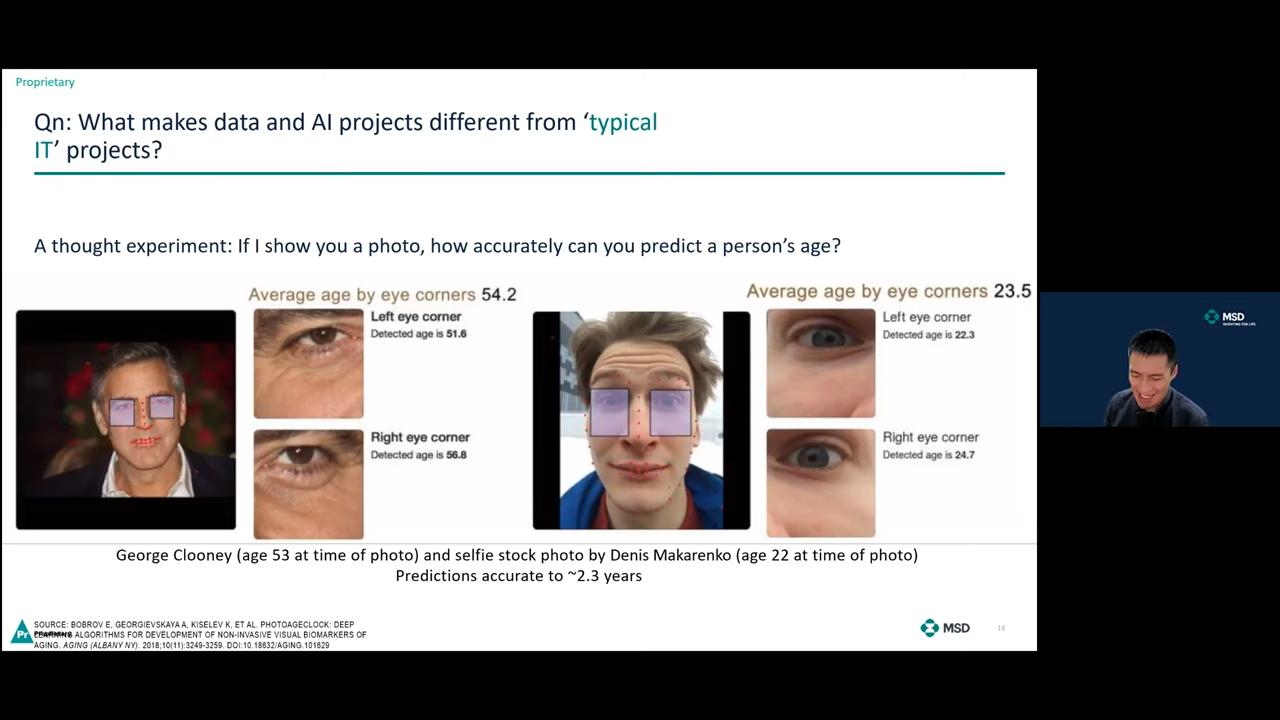 Proprietary
Qn: What makes data and AI projects different from ‘typical
IT’ projects?
A thought experiment: If I show you a photo, how accurately can you predict a person’s age?
Average age by eye corners 54.2
Left eye corner
Detected age is 51.6
Right eye corner
Detected age is 56.8
Average age by eye corners 23.5
Left eye corner
Detected age is 22.3
Right eye corner
Detected age is 24.7
George Clooney (age 53 at time of photo) and selfie stock photo by Denis Makarenko (age 22 at time of photo)
Predictions accurate to ~2.3 years
Pr
SOURCE: BOBROV E, GEORGIEVSKAYA A, KISELEV K, ET AL. PHOTOAGECLOCK: DEEP
LEARNING ALGORITHMS FOR DEVELOPMENT OF NON-INVASIVE VISUAL BIOMARKERS OF
AGING. AGING (ALBANY NY). 2018;10(11):3249-3259. DOI:10.18632/AGING.101629
MSD
14
MSD
INVENTING FOR LIFE